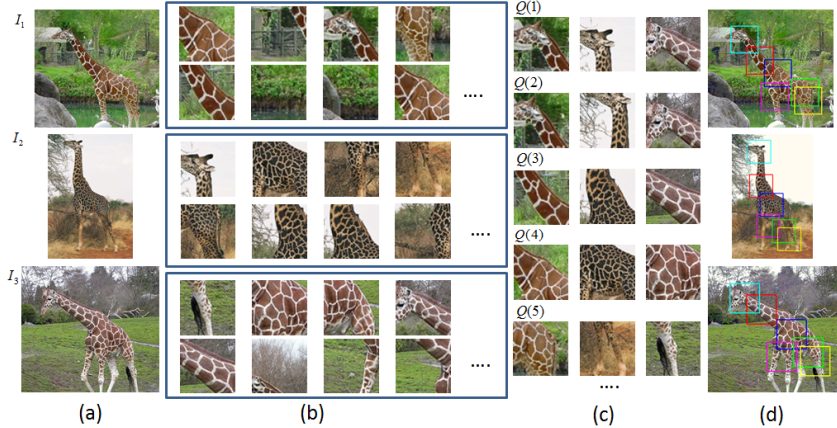 I1
Q(1)
Q(2)
....
I2
Q(3)
....
Q(4)
I3
Q(5)
....
....
(a)
(b)
(c)
(d)